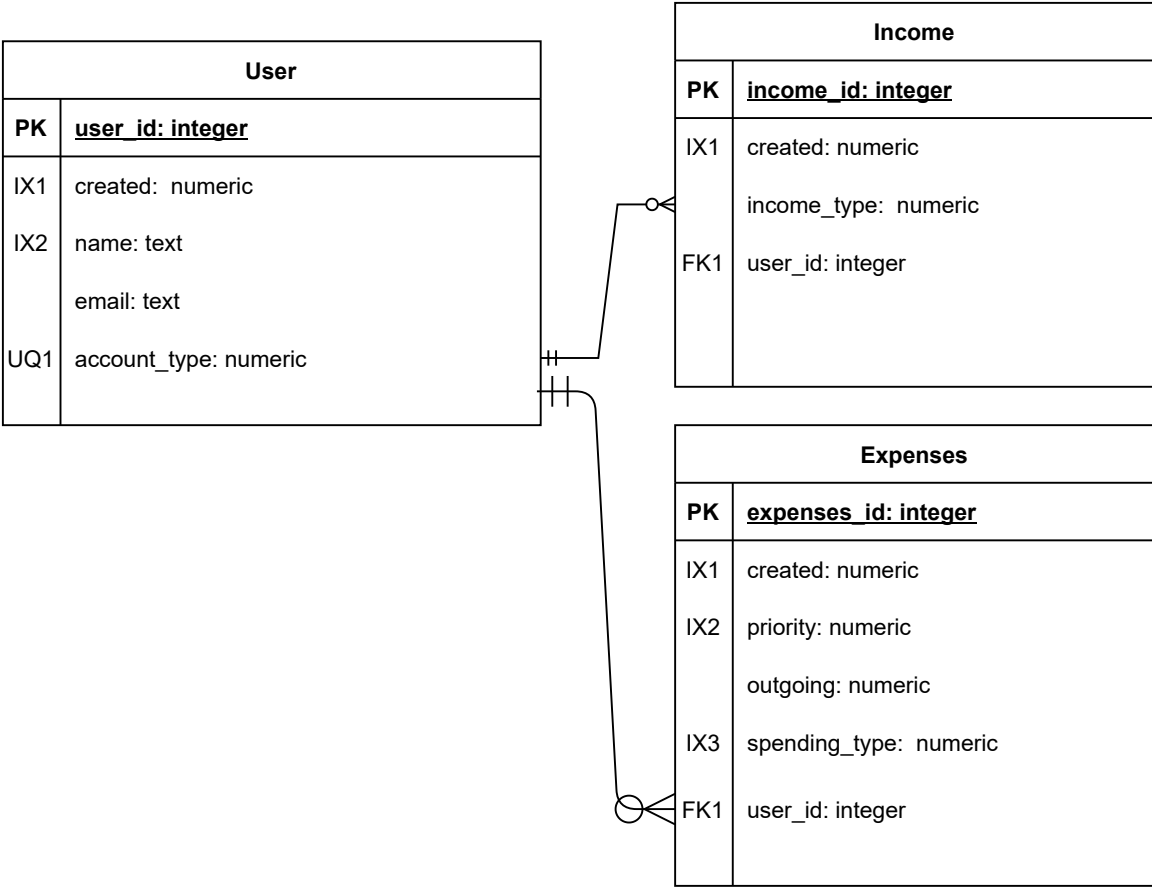 User
PK user_id: integer
IX1 created:  numeric
IX2 name: text
email: text
UQ1 account_type: numeric
Income
PK income_id: integer
IX1 created: numeric
income_type:  numeric
FK1 user_id: integer
Expenses
PK expenses_id: integer
IX1 created: numeric
IX2 priority: numeric
outgoing: numeric
IX3 spending_type:  numeric
FK1 user_id: integer